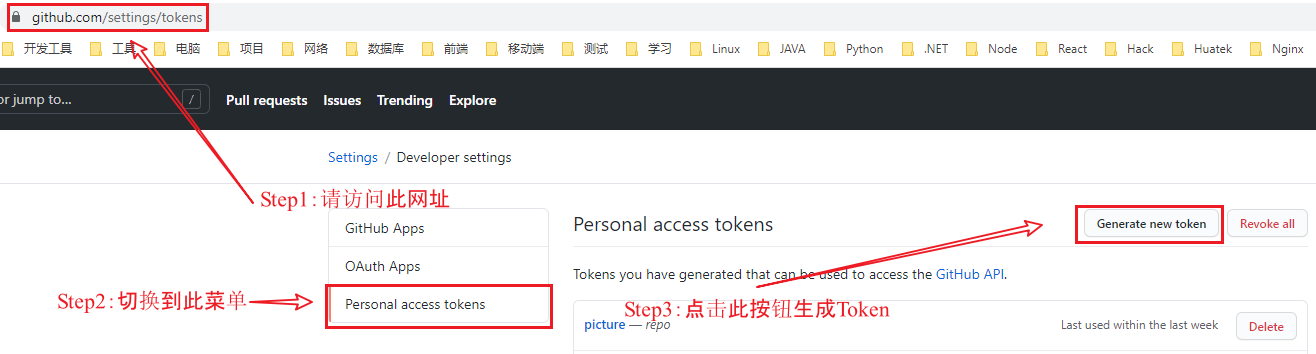 github.com/settings/tokens
开发工具 工具 电脑 项目 网络 数据库 前端 移动端 测试 学习 Linux JAVA Python .NET Node React Hack Huatek Nginx
or jump to... / Pull requests Issues Trending Explore
Settings / Developer settings
Step1:请访问此网址
GitHub Apps
OAuth Apps
Step2:切换到此菜单
Personal access tokens
Personal access tokens
Generate new token
Revoke all
Tokens you have generated that can be used to access the GitHub API.
Step3:点击此按钮生成Token
picture — repo
Last used within the last week
Delete